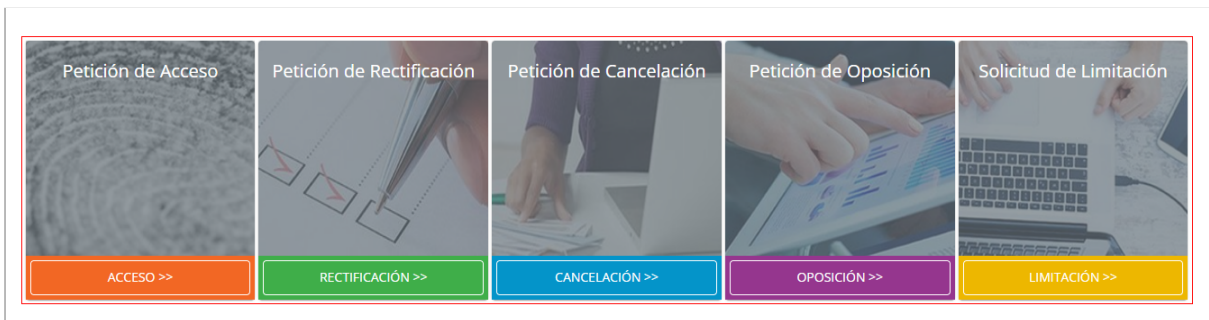 Petición de Acceso
Petición de Rectificación
Petición de Cancelación
Petición de Oposición
Solicitud de Limitación
ACCESO >>
RECTIFICACIÓN >>
CANCELACIÓN >>
OPOSICIÓN >>
LIMITACIÓN >>